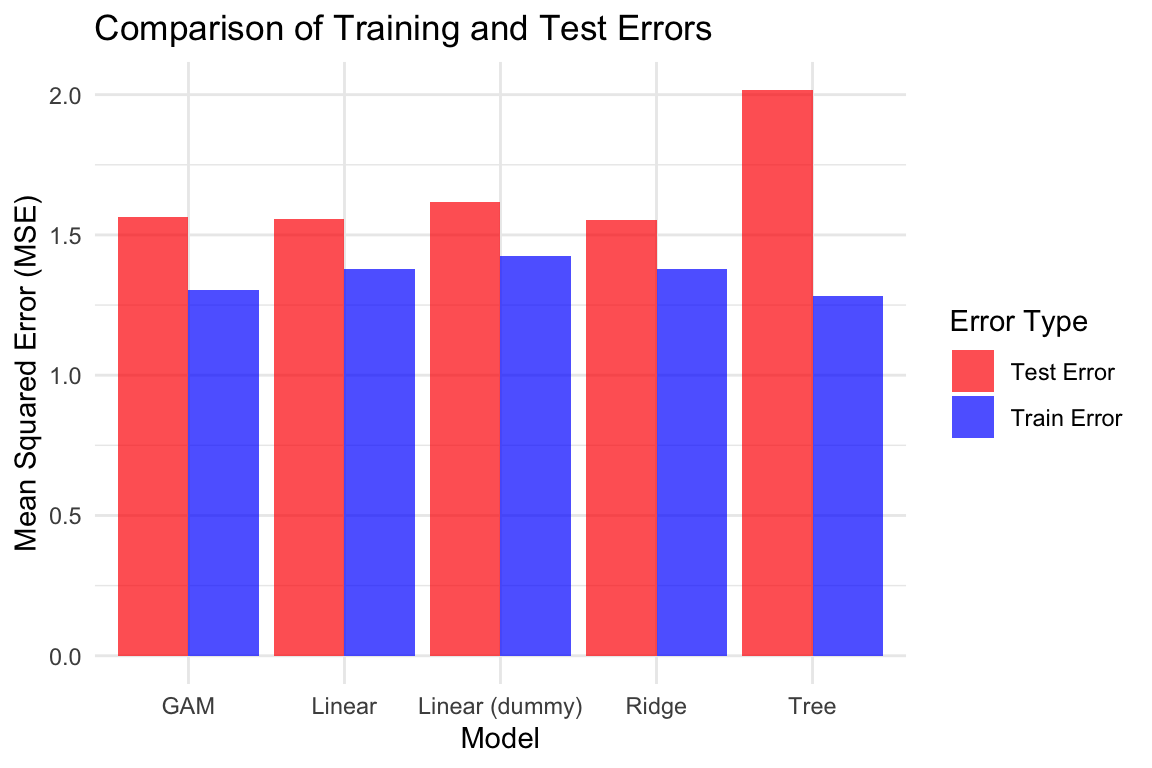 Comparison of Training and Test Errors
Mean Squared Error (MSE)
2.0
1.5
1.0
0.5
0.0
GAM Linear Linear (dummy) Ridge Tree
Model
Error Type
Test Error
Train Error